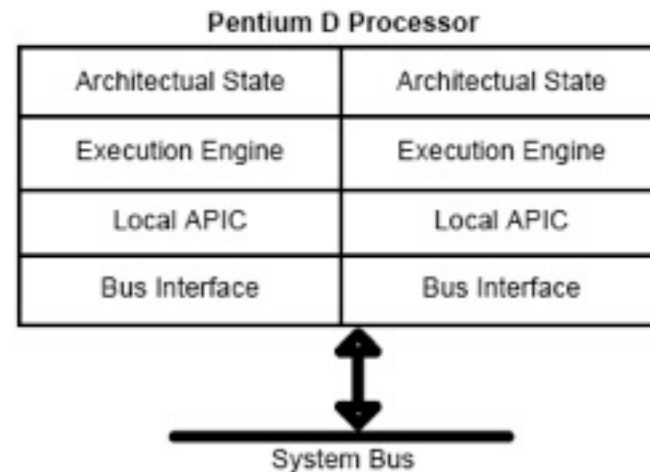 Pentium D Processor
Architectual State Architectual State
Execution Engine Execution Engine
Local APIC Local APIC
Bus Interface Bus Interface
System Bus